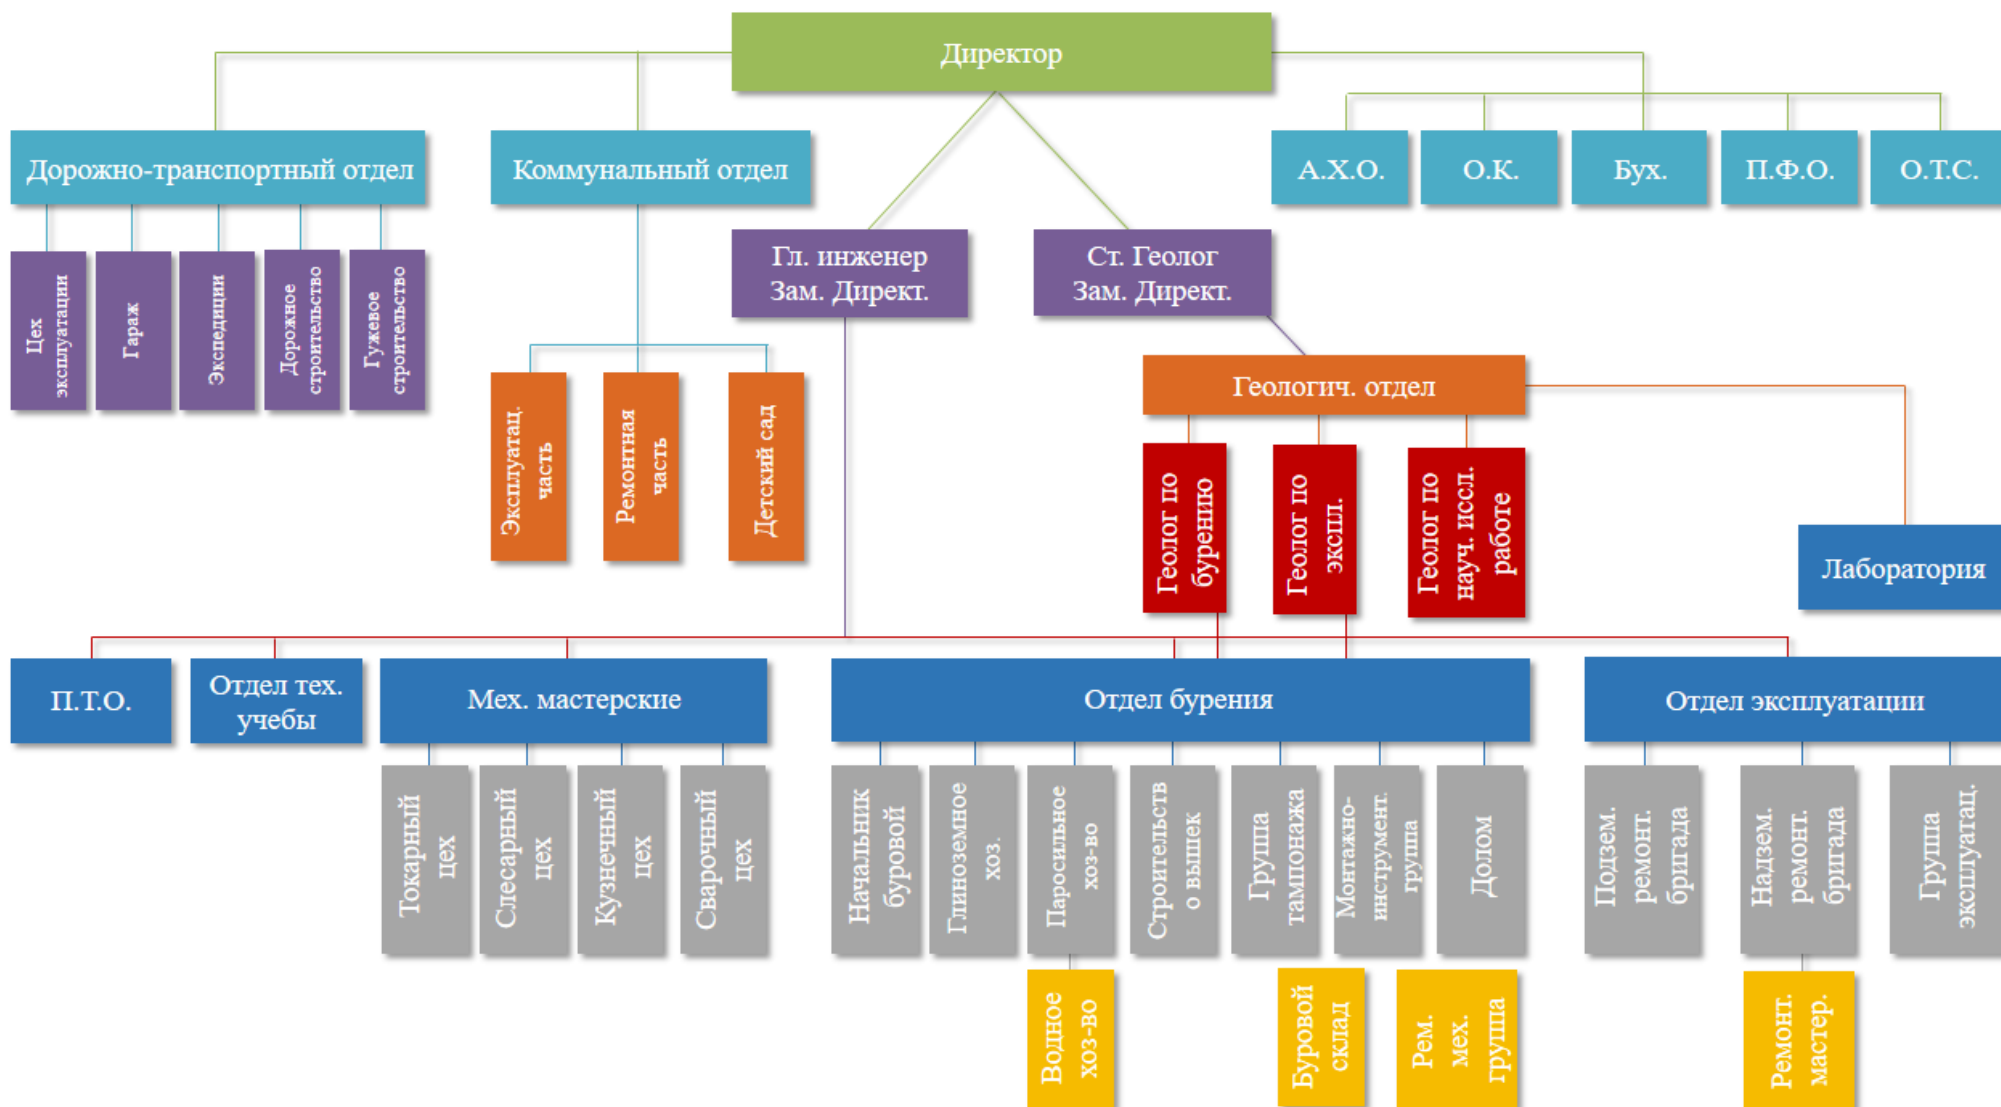 Директор
Дорожно-транспортный отдел
Коммунальный отдел
А.Х.О.
О.К.
Бух.
П.Ф.О.
О.Т.С.
Гл. инженер
Зам. Директ.
Ст. Геолог
Зам. Директ.
Цех
эксплуатации
Гараж
Экспедиции
Дорожное
строительство
Гужевое
строительство
Геологич. отдел
Эксплуатац.
часть
Ремонтная
часть
Детский сад
Геолог по
бурению
Геолог по
экспл.
Геолог по
науч. иссл.
работе
Лаборатория
П.Т.О.
Отдел тех.
учебы
Мех. мастерские
Отдел бурения
Отдел эксплуатации
Токарный
цех
Слесарный
цех
Кузнечный
цех
Сварочный
цех
Начальник
буровой
Глиноземное
хоз.
Паросильное
хоз-во
Строительств
о вышек
Группа
тампонажа
Монтажно-
инструмент.
группа
Долом
Подзем.
ремонт.
бригада
Надзем.
ремонт.
бригада
Группа
эксплуатац.
Водное
хоз-во
Буровой
склад
Рем.
мех.
группа
Ремонт.
мастер.